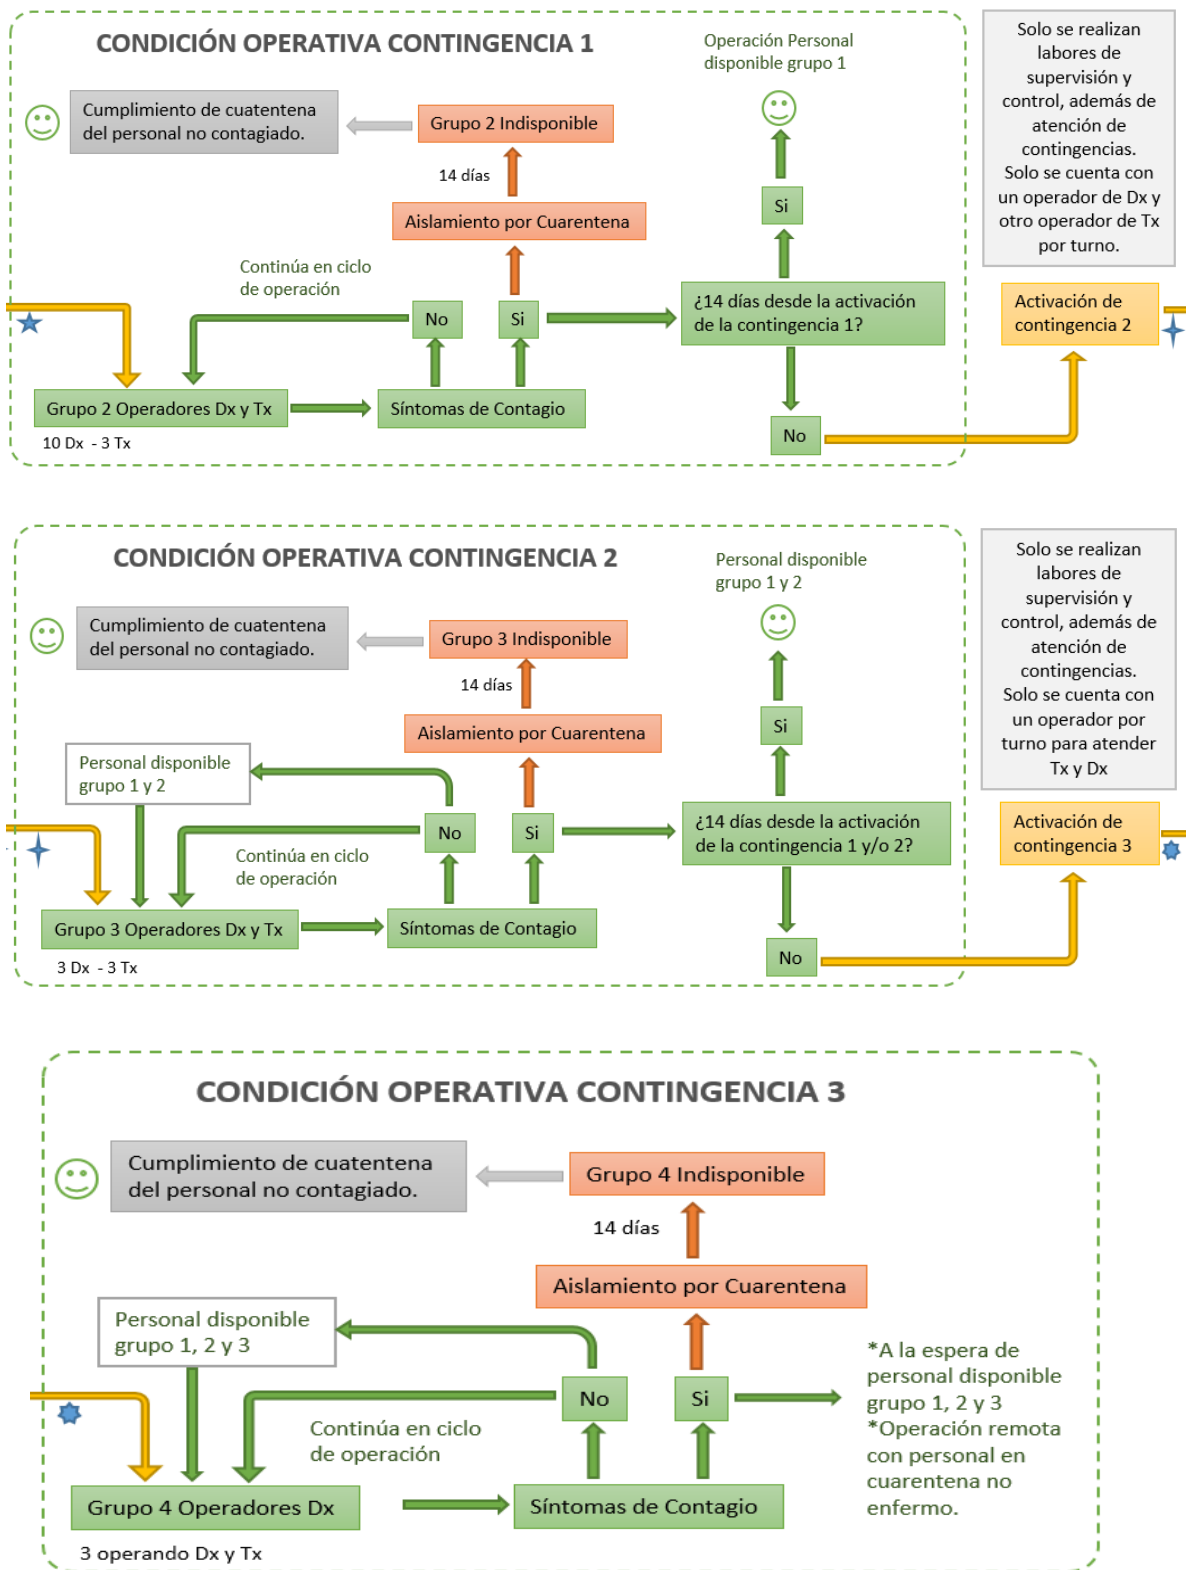 CONDICIÓN OPERATIVA CONTINGENCIA 1
Operación Personal
disponible grupo 1
Cumplimiento de cuatentena
del personal no contagiado.
Grupo 2 Indisponible
14 días
Aislamiento por Cuarentena
Si
Continúa en ciclo
de operación
No
Si
¿14 días desde la activación
de la contingencia 1?
Grupo 2 Operadores Dx y Tx
Síntomas de Contagio
10 Dx - 3 Tx
No
Solo se realizan
labores de
supervisión y
control, además de
atención de
contingencias.
Solo se cuenta con
un operador de Dx y
otro operador de Tx
por turno.
Activación de
contingencia 2
CONDICIÓN OPERATIVA CONTINGENCIA 2
Personal disponible
grupo 1 y 2
Cumplimiento de cuatentena
del personal no contagiado.
Grupo 3 Indisponible
14 días
Aislamiento por Cuarentena
Si
Personal disponible
grupo 1 y 2
No
Si
¿14 días desde la activación
de la contingencia 1 y/o 2?
Continúa en ciclo
de operación
Grupo 3 Operadores Dx y Tx
Síntomas de Contagio
3 Dx - 3 Tx
No
Solo se realizan
labores de
supervisión y
control, además de
atención de
contingencias.
Solo se cuenta con
un operador por
turno para atender
Tx y Dx
Activación de
contingencia 3
CONDICIÓN OPERATIVA CONTINGENCIA 3
Cumplimiento de cuatentena
del personal no contagiado.
Grupo 4 Indisponible
14 días
Aislamiento por Cuarentena
Personal disponible
grupo 1, 2 y 3
No
Si
*A la espera de
personal disponible
grupo 1, 2 y 3
*Operación remota
con personal en
cuarentena no
enfermo.
Continúa en ciclo
de operación
Grupo 4 Operadores Dx
Síntomas de Contagio
3 operando Dx y Tx